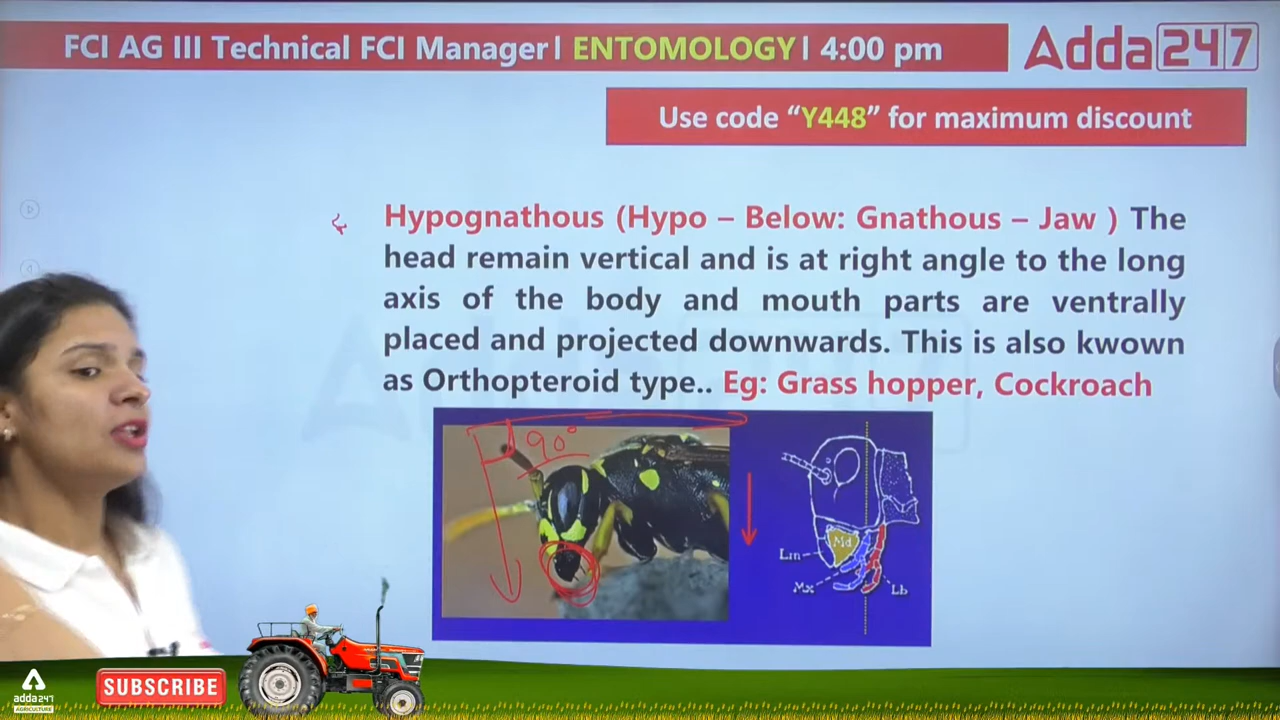 FCI AG III Technical FCI Manager| ENTOMOLOGY| 4:00 pm
Adda247
Use code “Y448” for maximum discount
Hypognathous (Hypo – Below: Gnathous – Jaw ) The
head remain vertical and is at right angle to the long
axis of the body and mouth parts are ventrally
placed and projected downwards. This is also kwown
as Orthopteroid type.. Eg: Grass hopper, Cockroach
90°
Md
Lm
Mx
Lb
adda247
AGRICULTURE
SUBSCRIBE